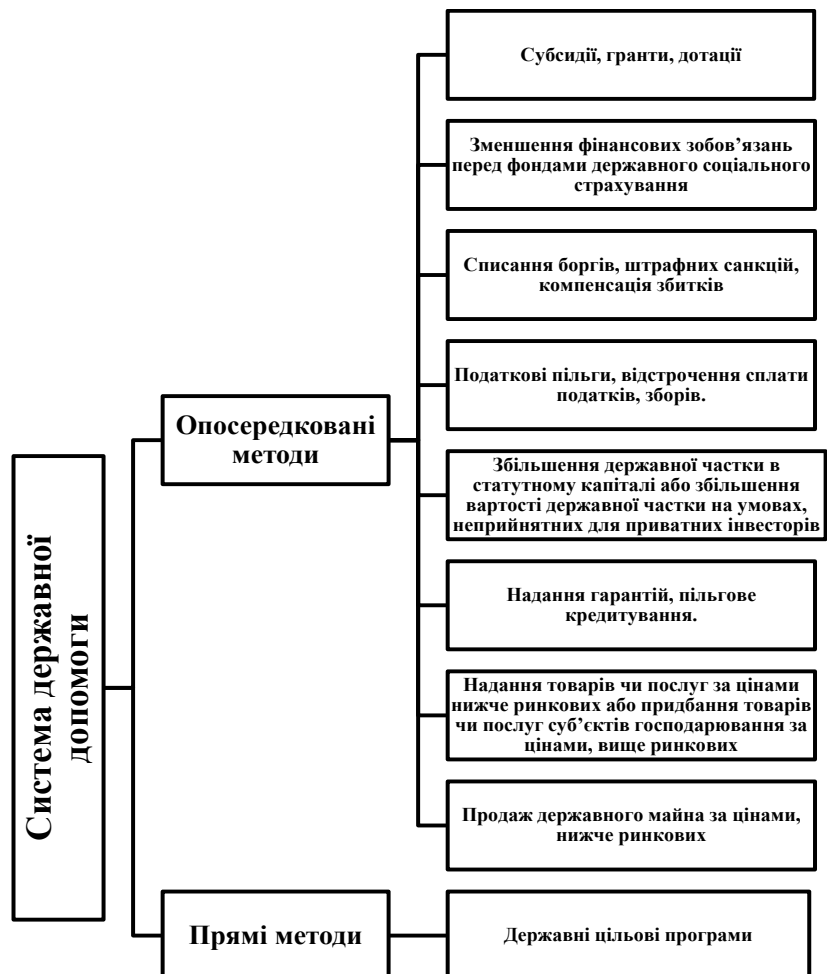 Система державної
допомоги
Опосередковані
методи
Субсидії, гранти, дотації
Зменшення фінансових зобов’язань
перед фондами державного соціального
страхування
Списання боргів, штрафних санкцій,
компенсація збитків
Податкові пільги, відстрочення сплати
податків, зборів.
Збільшення державної частки в
статутному капіталі або збільшення
вартості державної частки на умовах,
неприйнятних для приватних інвесторів
Надання гарантій, пільгове
кредитування.
Надання товарів чи послуг за цінами
нижче ринкових або придбання товарів
чи послуг суб’єктів господарювання за
цінами, вище ринкових
Продаж державного майна за цінами,
нижче ринкових
Прямі методи
Державні цільові програми